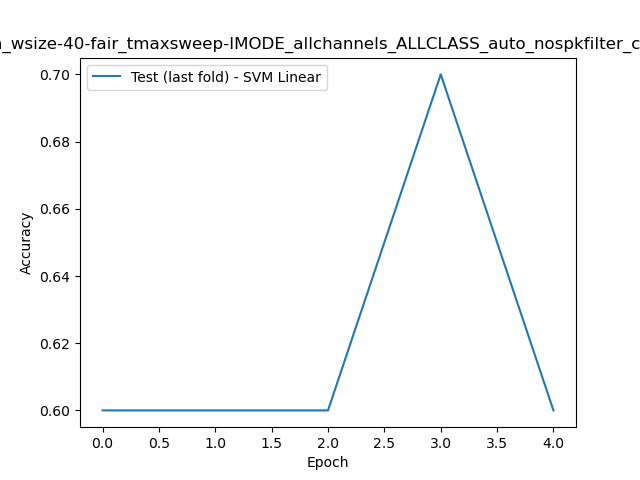 _wsize-40-fair_tmaxsweep-IMODE_allchannels_ALLCLASS_auto_nospkfilter_c
Test (last fold) - SVM Linear
Accuracy
0.70
0.68
0.66
0.64
0.62
0.60
0.0 0.5 1.0 1.5 2.0 2.5 3.0 3.5 4.0
Epoch